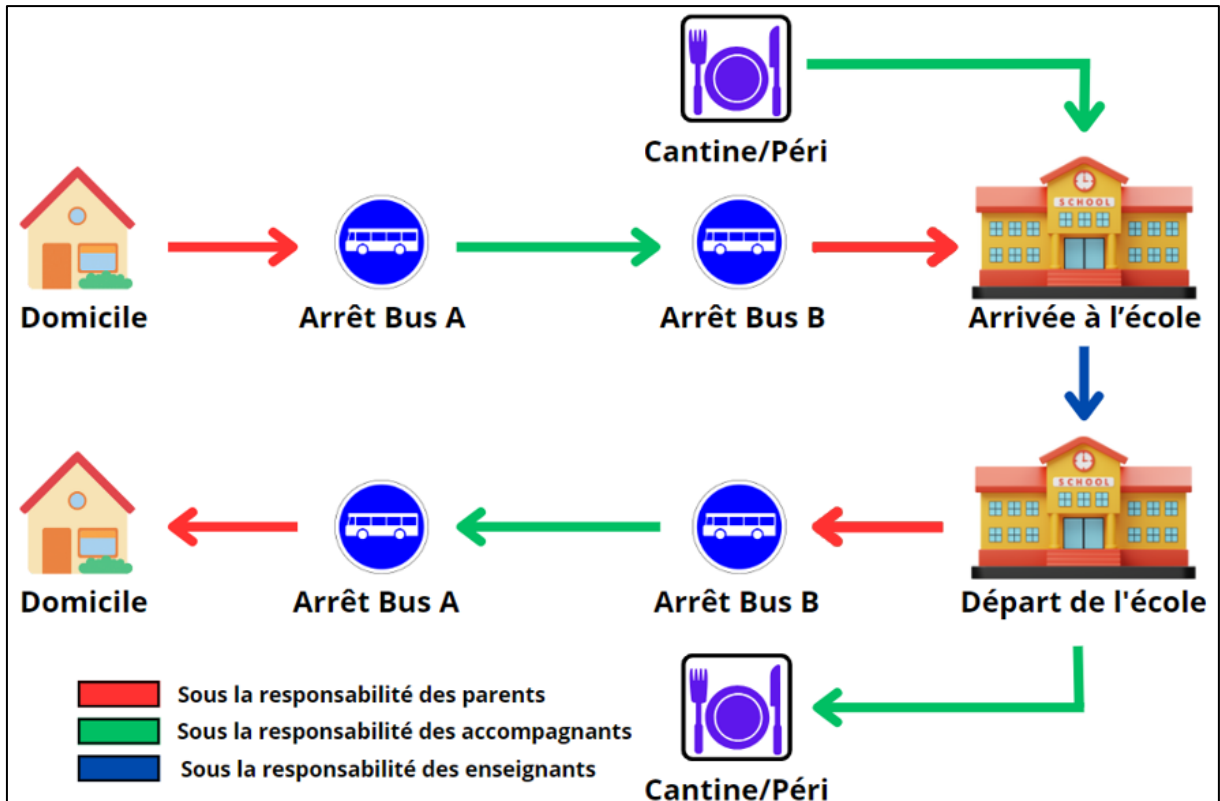 Cantine/Péri
SCHOOL
Domicile
Arrêt Bus A
Arrêt Bus B
Arrivée à l’école
SCHOOL
Domicile
Arrêt Bus A
Arrêt Bus B
Départ de l'école
Sous la responsabilité des parents
Sous la responsabilité des accompagnants
Sous la responsabilité des enseignants
Cantine/Péri